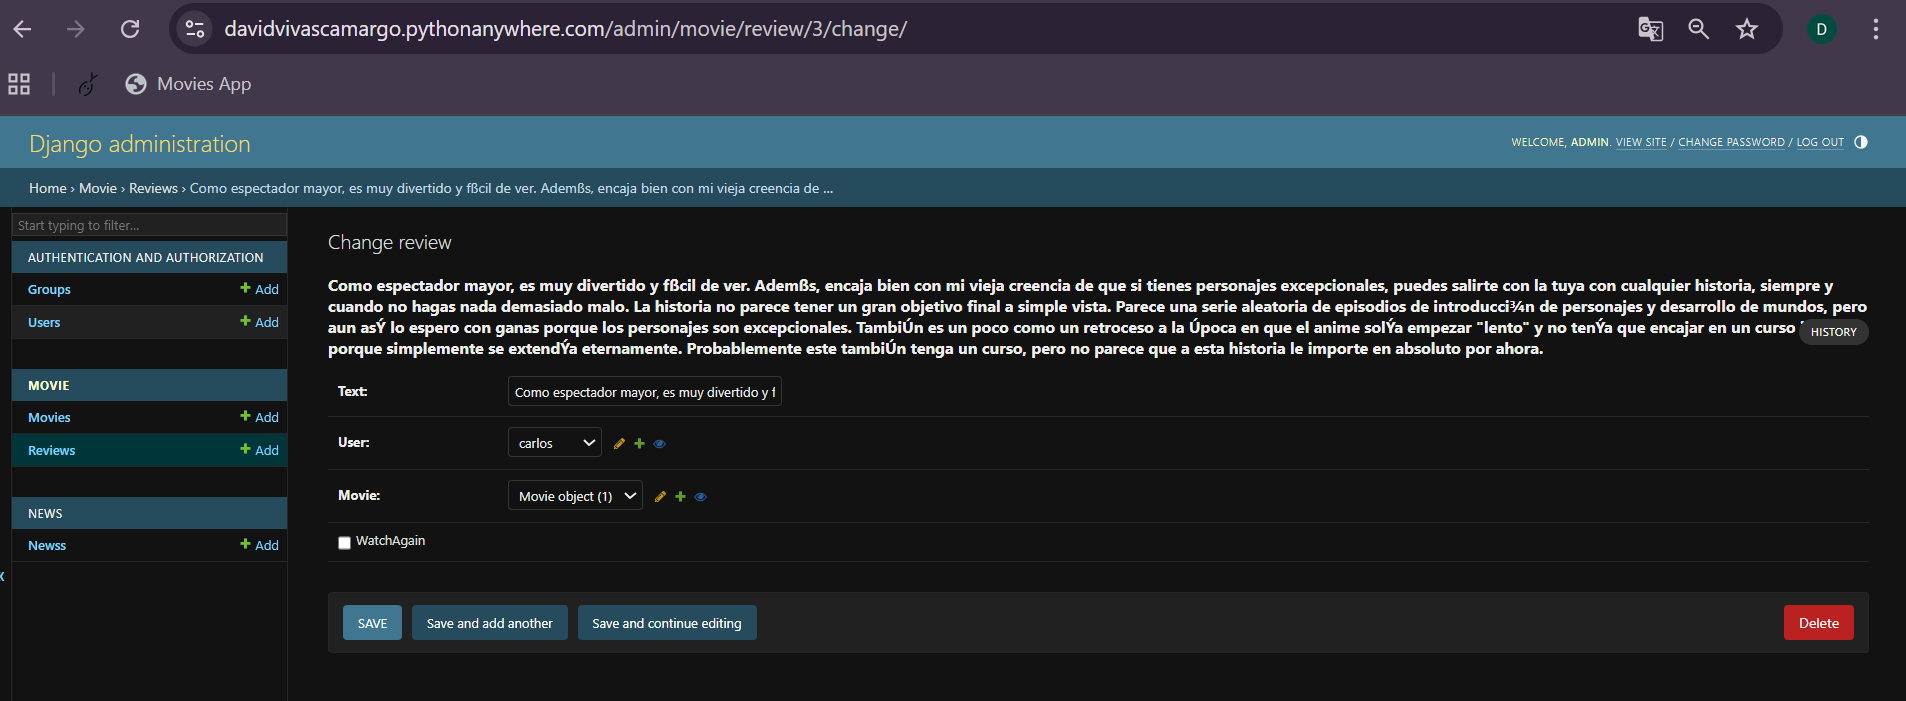 davidvivascamargo.pythonanywhere.com/admin/movie/review/3/change/
D
Movies App
Django administration
WELCOME, ADMIN. VIEW SITE / CHANGE PASSWORD / LOG OUT
Home › Movie › Reviews › Como espectador mayor, es muy divertido y fßcil de ver. Ademßs, encaja bien con mi vieja creencia de ...
Start typing to filter...
AUTHENTICATION AND AUTHORIZATION
Groups + Add
Users + Add
MOVIE
Movies + Add
Reviews + Add
NEWS
Newss + Add
Change review
Como espectador mayor, es muy divertido y fßcil de ver. Ademßs, encaja bien con mi vieja creencia de que si tienes personajes excepcionales, puedes salirte con la tuya con cualquier historia, siempre y
cuando no hagas nada demasiado malo. La historia no parece tener un gran objetivo final a simple vista. Parece una serie aleatoria de episodios de introducci¾n de personajes y desarrollo de mundos, pero
aun asÝ lo espero con ganas porque los personajes son excepcionales. TambiÚn es un poco como un retroceso a la Úpoca en que el anime solÝa empezar "lento" y no tenÝa que encajar en un curso
HISTORY
porque simplemente se extendÝa eternamente. Probablemente este tambiÚn tenga un curso, pero no parece que a esta historia le importe en absoluto por ahora.
Text: Como espectador mayor, es muy divertido y f
User: carlos
Movie: Movie object (1)
WatchAgain
SAVE Save and add another Save and continue editing Delete